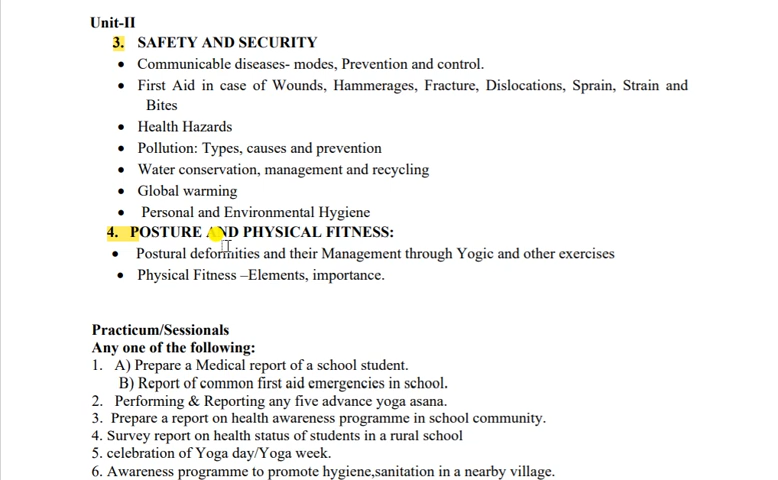 Unit-II
3. SAFETY AND SECURITY
• Communicable diseases- modes, Prevention and control.
• First Aid in case of Wounds, Hammerages, Fracture, Dislocations, Sprain, Strain and
Bites
• Health Hazards
• Pollution: Types, causes and prevention
• Water conservation, management and recycling
• Global warming
• Personal and Environmental Hygiene
4. POSTURE AND PHYSICAL FITNESS:
• Postural deformities and their Management through Yogic and other exercises
• Physical Fitness –Elements, importance.
Practicum/Sessionals
Any one of the following:
1. A) Prepare a Medical report of a school student.
B) Report of common first aid emergencies in school.
2. Performing & Reporting any five advance yoga asana.
3. Prepare a report on health awareness programme in school community.
4. Survey report on health status of students in a rural school
5. celebration of Yoga day/Yoga week.
6. Awareness programme to promote hygiene,sanitation in a nearby village.